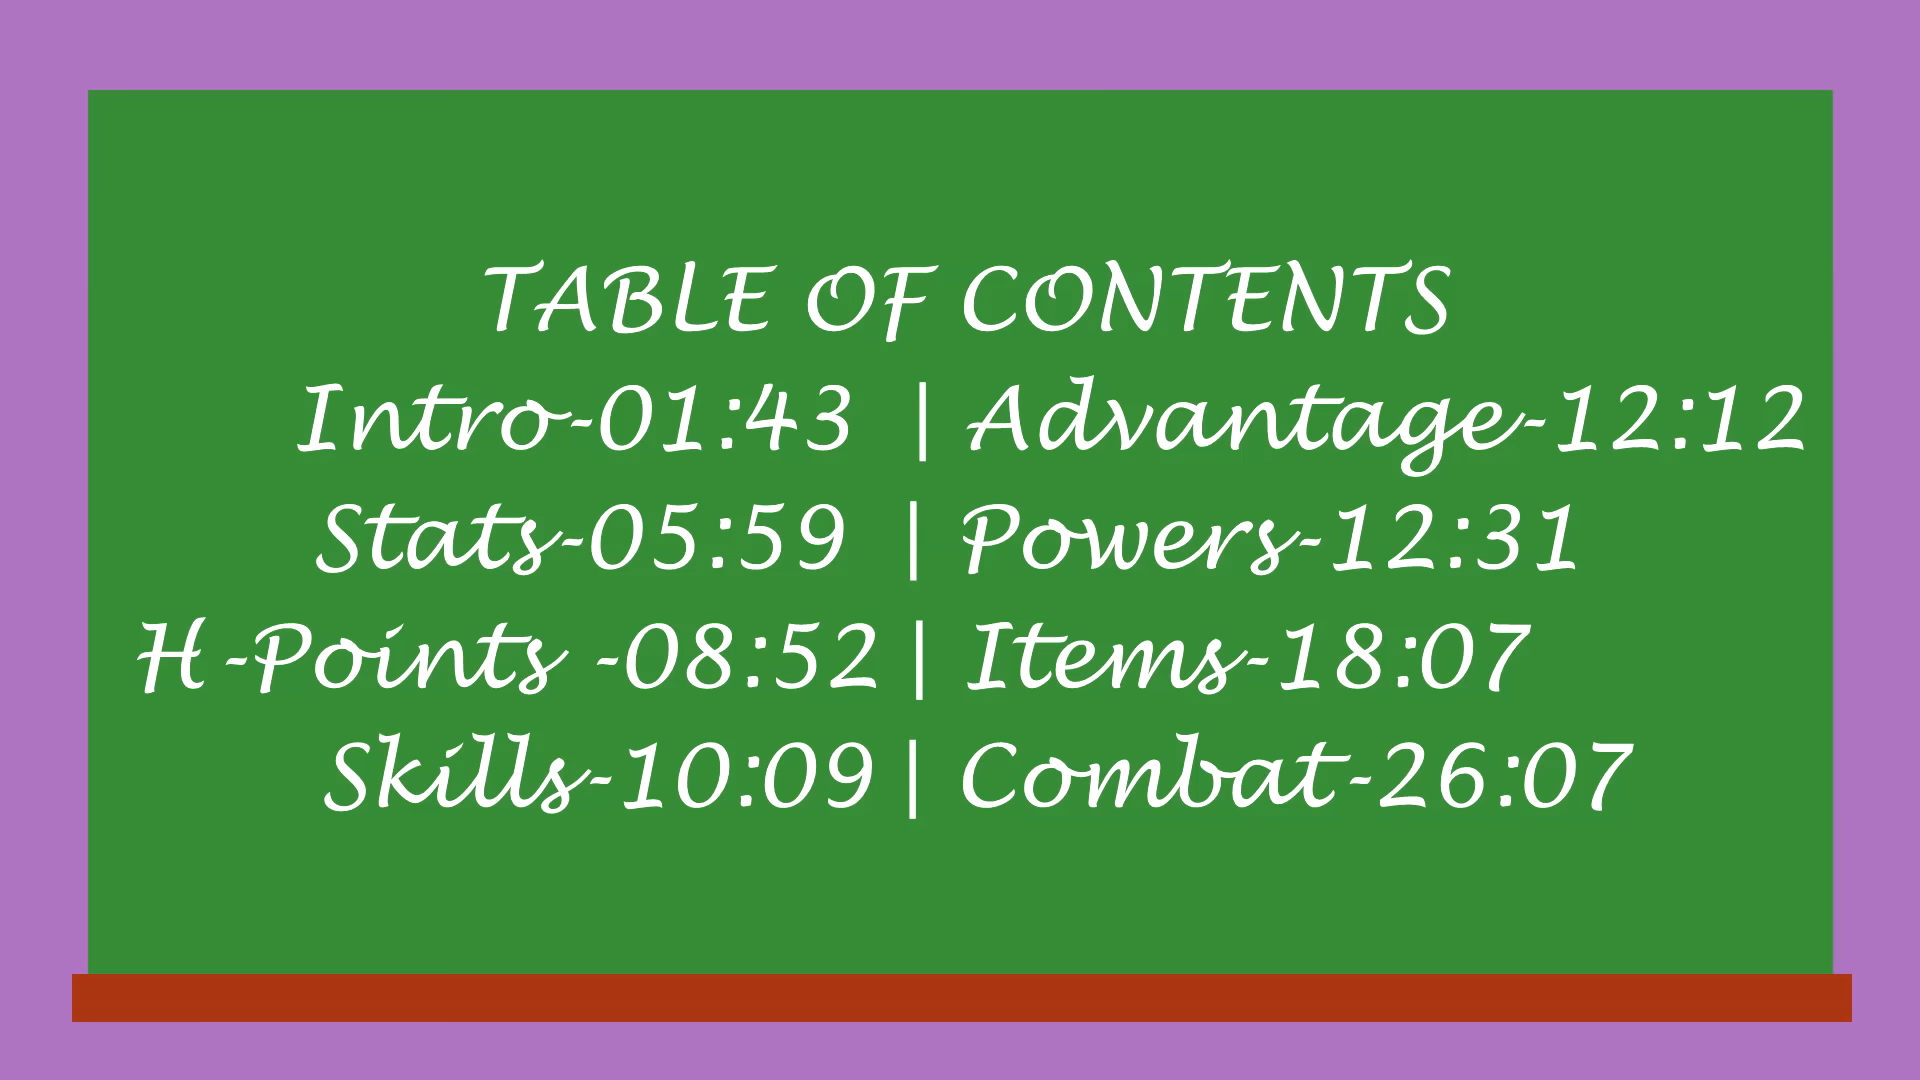 TABLE OF CONTENTS
Intro-01:43 | Advantage-12:12
Stats-05:59 | Powers-12:31
H-Points -08:52 | Items-18:07
Skills-10:09 | Combat-26:07